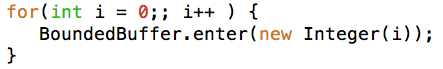 for(int i = 0;; i++ ) {
   BoundedBuffer.enter(new Integer(i));
}